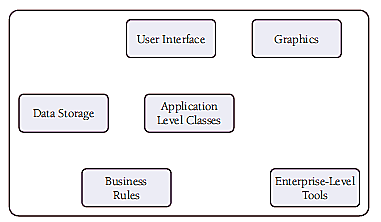 User Interface
Graphics
Data Storage
Application
Level Classes
Business
Rules
Enterprise-Level
Tools